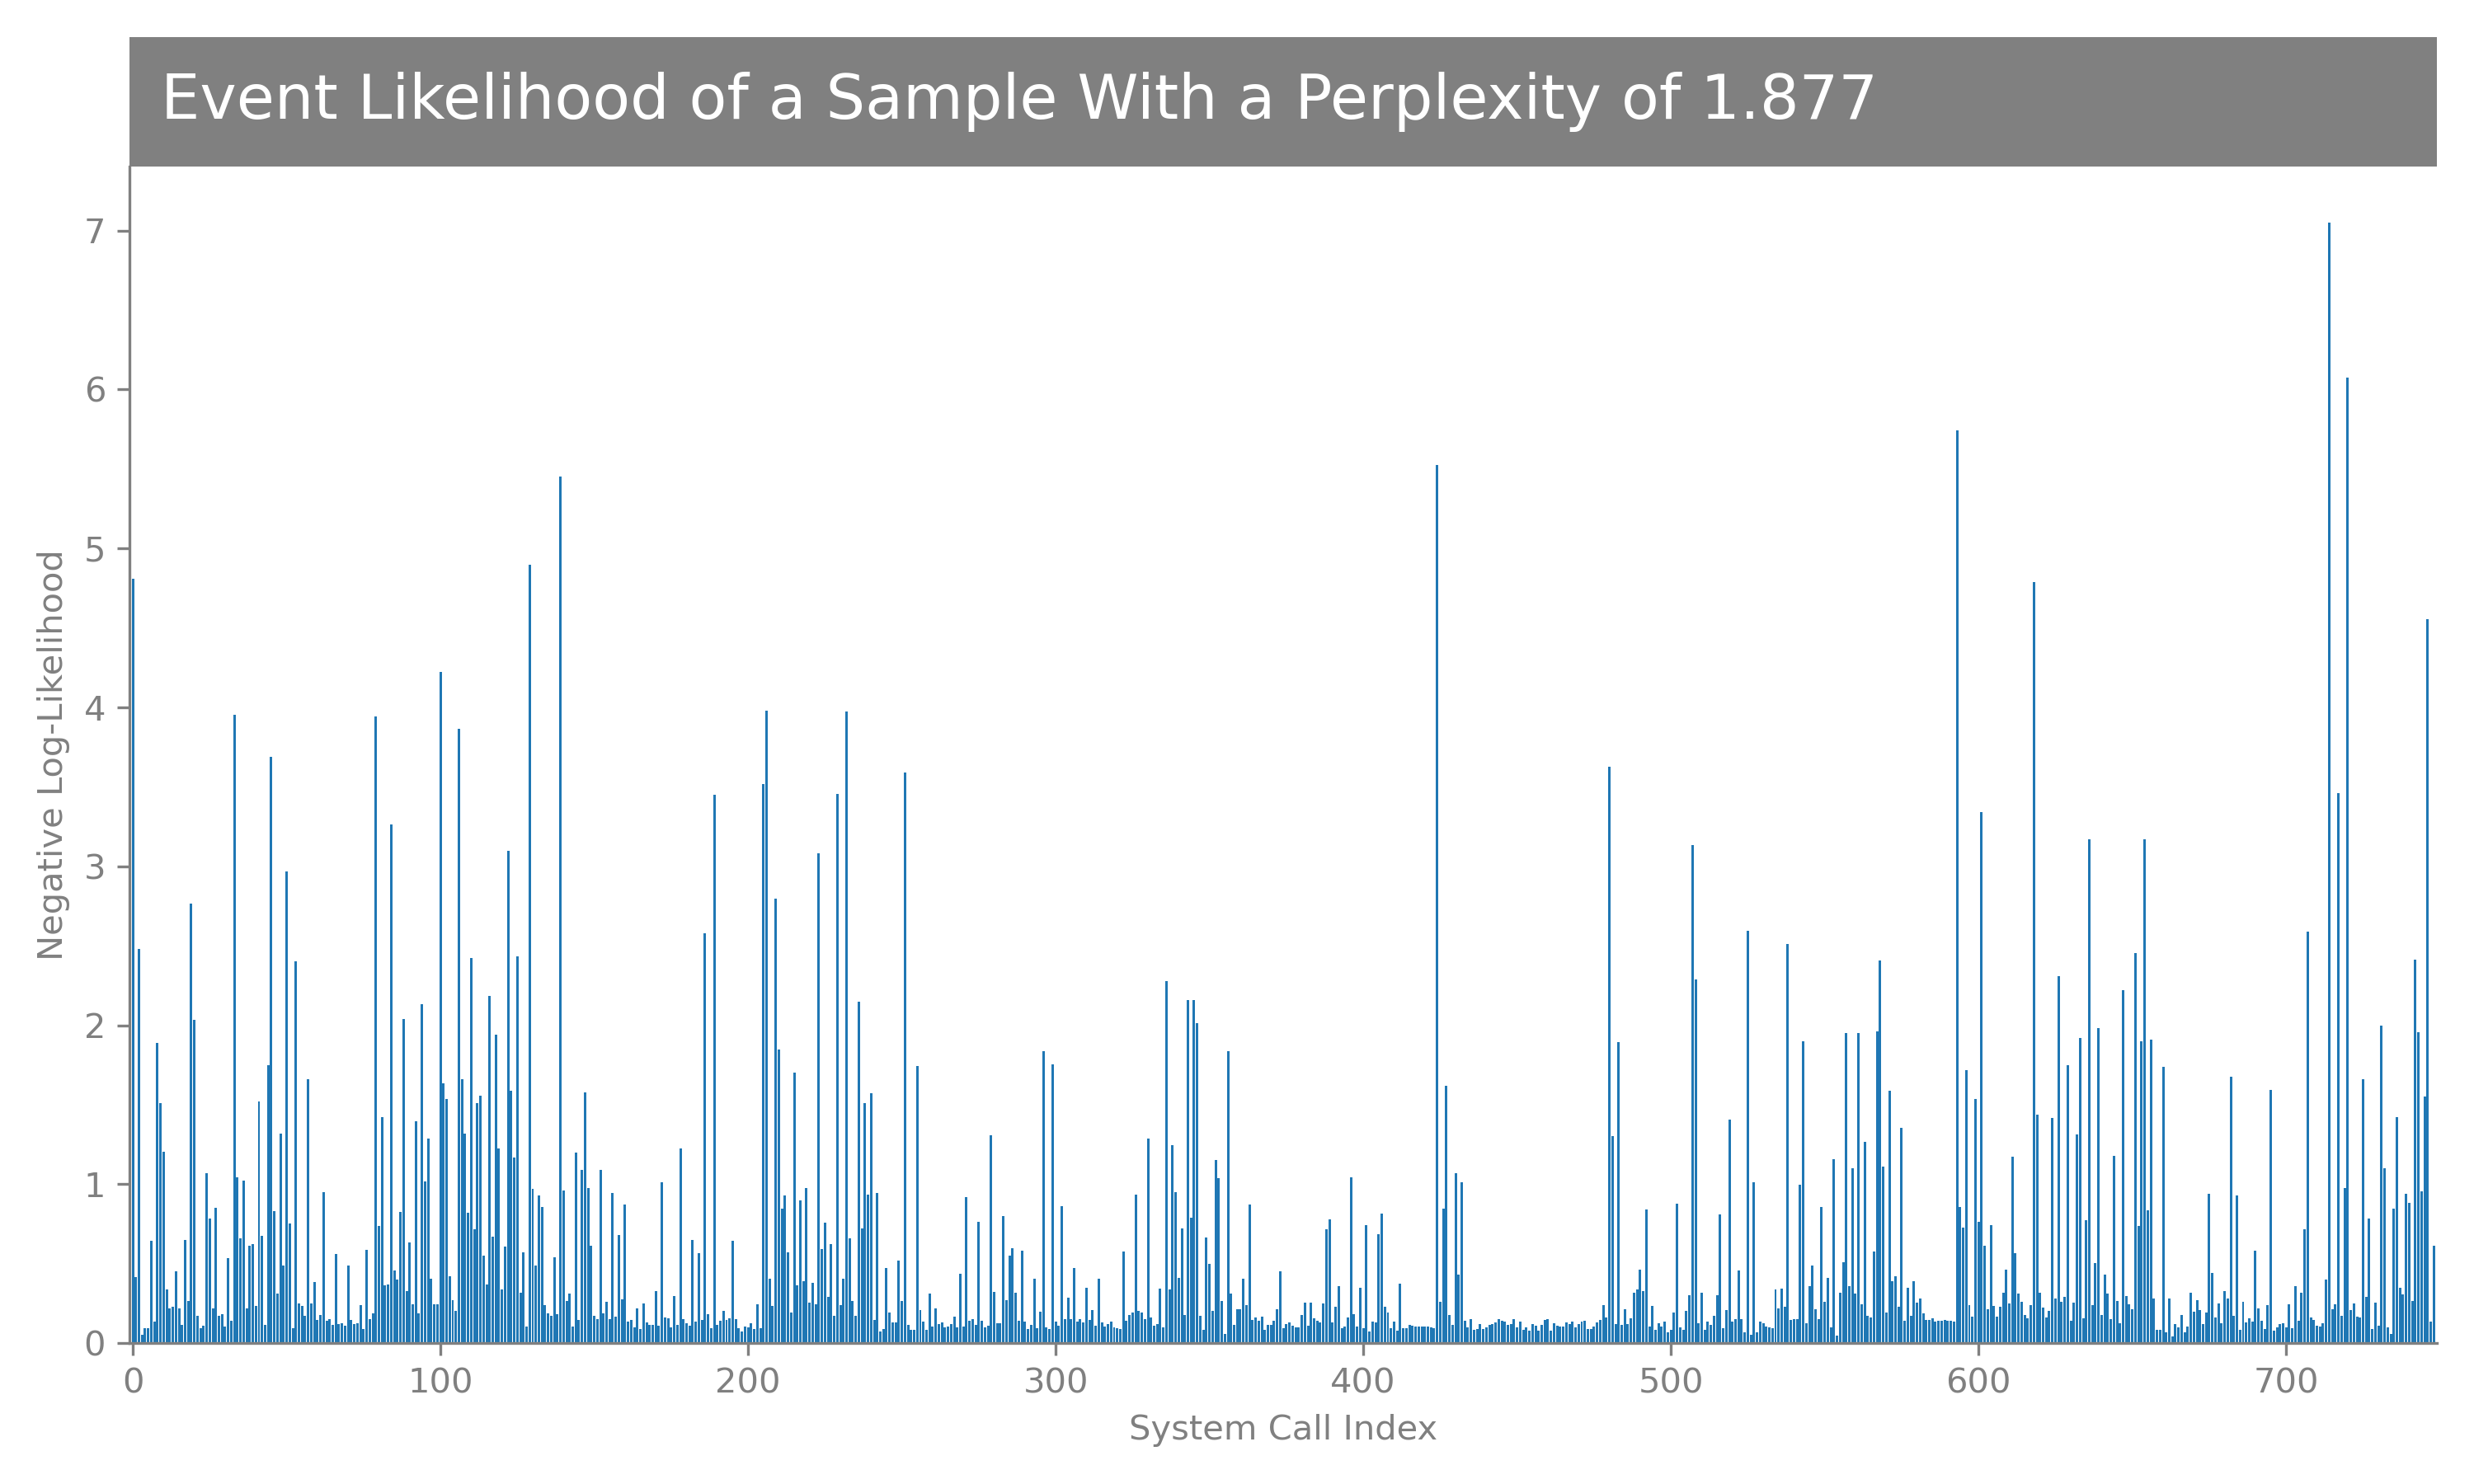 Event Likelihood of a Sample With a Perplexity of 1.877
7
6
5
4
3
2
1
0
Negative Log-Likelihood
0 100 200 300 400 500 600 700
System Call Index